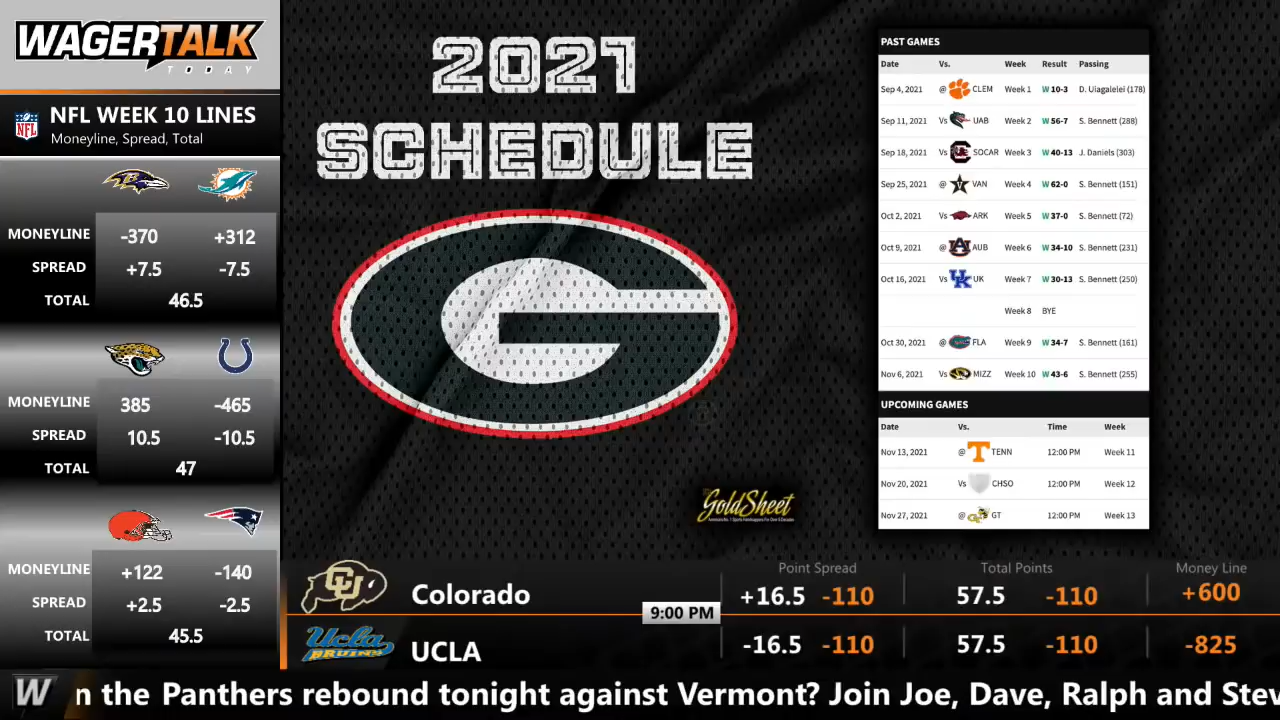 WAGERTALK
TODAY
NFL WEEK 10 LINES
Moneyline, Spread, Total
MONEYLINE -370 +312
SPREAD +7.5 -7.5
TOTAL 46.5
MONEYLINE 385 -465
SPREAD 10.5 -10.5
TOTAL 47
MONEYLINE +122 -140
SPREAD +2.5 -2.5
TOTAL 45.5
2021
SCHEDULE
G
GoldSheet
PAST GAMES
Date Vs. Week Result Passing
Sep 4, 2021 @ CLEM Week 1 W 10-3 D. Uiagalelei (178)
Sep 11, 2021 Vs UAB Week 2 W 56-7 S. Bennett (288)
Sep 18, 2021 Vs SOCAR Week 3 W 40-13 J. Daniels (303)
Sep 25, 2021 @ VAN Week 4 W 62-0 S. Bennett (151)
Oct 2, 2021 Vs ARK Week 5 W 37-0 S. Bennett (72)
Oct 9, 2021 @ AUB Week 6 W 34-10 S. Bennett (231)
Oct 16, 2021 Vs UK Week 7 W 30-13 S. Bennett (250)
Week 8 BYE
Oct 30, 2021 @ FLA Week 9 W 34-7 S. Bennett (161)
Nov 6, 2021 Vs MIZZ Week 10 W 43-6 S. Bennett (255)
UPCOMING GAMES
Date Vs. Time Week
Nov 13, 2021 @ TENN 12:00 PM Week 11
Nov 20, 2021 Vs CHSO 12:00 PM Week 12
Nov 27, 2021 @ GT 12:00 PM Week 13
Point Spread Total Points Money Line
CU Colorado +16.5 -110 57.5 -110 +600
9:00 PM
Ucla BRUINS UCLA -16.5 -110 57.5 -110 -825
W n the Panthers rebound tonight against Vermont? Join Joe, Dave, Ralph and Stev